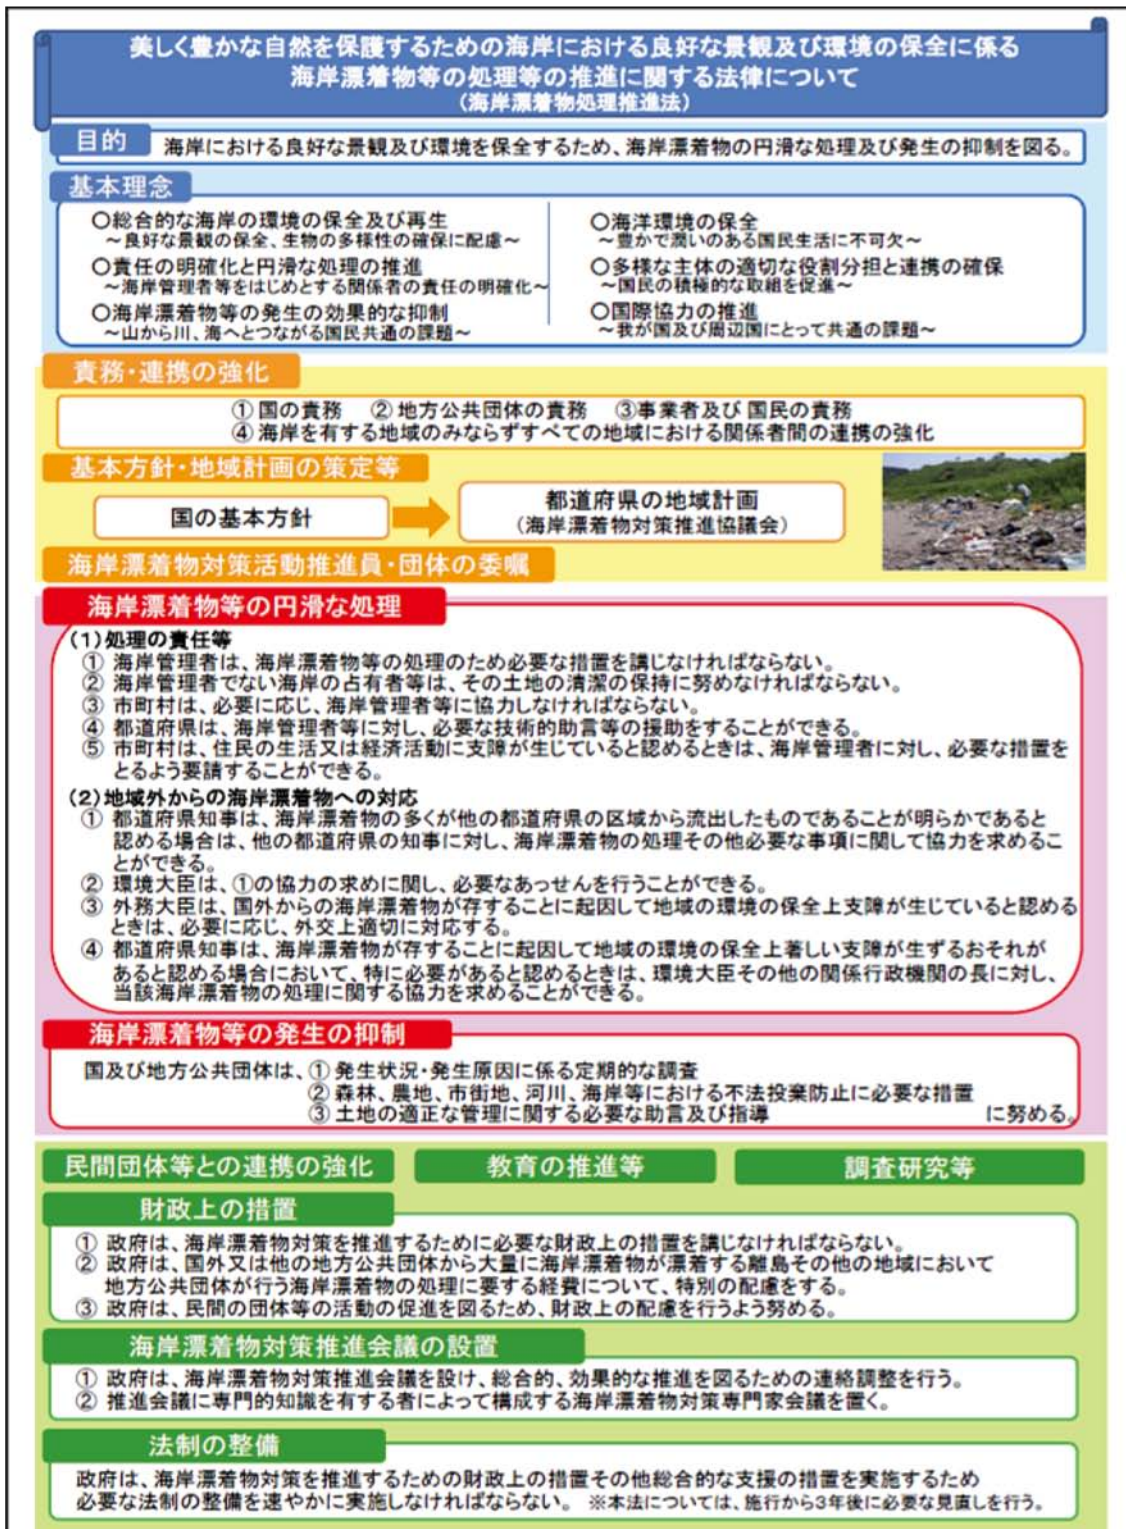 美しく豊かな自然を保護するための海岸における良好な景観及び環境の保全に係る
海岸漂着物等の処理等の推進に関する法律について
(海岸漂着物処理推進法)
目的
海岸における良好な景観及び環境を保全するため、海岸漂着物の円滑な処理及び発生の抑制を図る。
基本理念
○総合的な海岸の環境の保全及び再生
～良好な景観の保全、生物の多様性の確保に配慮～
○責任の明確化と円滑な処理の推進
～海岸管理者等をはじめとする関係者の責任の明確化～
○海岸漂着物等の発生の効果的な抑制
～山から川、海へとつながる国民共通の課題～
○海洋環境の保全
～豊かで潤いのある国民生活に不可欠～
○多様な主体の適切な役割分担と連携の確保
～国民の積極的な取組を促進～
○国際協力の推進
～我が国及び周辺国にとって共通の課題～
責務・連携の強化
① 国の責務 ② 地方公共団体の責務 ③事業者及び 国民の責務
④ 海岸を有する地域のみならずすべての地域における関係者間の連携の強化
基本方針・地域計画の策定等
国の基本方針
都道府県の地域計画
(海岸漂着物対策推進協議会)
海岸漂着物対策活動推進員・団体の委嘱
海岸漂着物等の円滑な処理
(1)処理の責任等
① 海岸管理者は、海岸漂着物等の処理のため必要な措置を講じなければならない。
② 海岸管理者でない海岸の占有者等は、その土地の清潔の保持に努めなければならない。
③ 市町村は、必要に応じ、海岸管理者等に協力しなければならない。
④ 都道府県は、海岸管理者等に対し、必要な技術的助言等の援助をすることができる。
⑤ 市町村は、住民の生活又は経済活動に支障が生じていると認めるときは、海岸管理者に対し、必要な措置を
とるよう要請することができる。
(2)地域外からの海岸漂着物への対応
① 都道府県知事は、海岸漂着物の多くが他の都道府県の区域から流出したものであることが明らかであると
認める場合は、他の都道府県の知事に対し、海岸漂着物の処理その他必要な事項に関して協力を求めるこ
とができる。
② 環境大臣は、①の協力の求めに関し、必要なあっせんを行うことができる。
③ 外務大臣は、国外からの海岸漂着物が存することに起因して地域の環境の保全上支障が生じていると認める
ときは、必要に応じ、外交上適切に対応する。
④ 都道府県知事は、海岸漂着物が存することに起因して地域の環境の保全上著しい支障が生ずるおそれが
あると認める場合において、特に必要があると認めるときは、環境大臣その他の関係行政機関の長に対し、
当該海岸漂着物の処理に関する協力を求めることができる。
海岸漂着物等の発生の抑制
国及び地方公共団体は、① 発生状況・発生原因に係る定期的な調査
② 森林、農地、市街地、河川、海岸等における不法投棄防止に必要な措置
③ 土地の適正な管理に関する必要な助言及び指導 に努める。
民間団体等との連携の強化 教育の推進等 調査研究等
財政上の措置
① 政府は、海岸漂着物対策を推進するために必要な財政上の措置を講じなければならない。
② 政府は、国外又は他の地方公共団体から大量に海岸漂着物が漂着する離島その他の地域において
地方公共団体が行う海岸漂着物の処理に要する経費について、特別の配慮をする。
③ 政府は、民間の団体等の活動の促進を図るため、財政上の配慮を行うよう努める。
海岸漂着物対策推進会議の設置
① 政府は、海岸漂着物対策推進会議を設け、総合的、効果的な推進を図るための連絡調整を行う。
② 推進会議に専門的知識を有する者によって構成する海岸漂着物対策専門家会議を置く。
法制の整備
政府は、海岸漂着物対策を推進するための財政上の措置その他総合的な支援の措置を実施するため
必要な法制の整備を速やかに実施しなければならない。 ※本法については、施行から3年後に必要な見直しを行う。